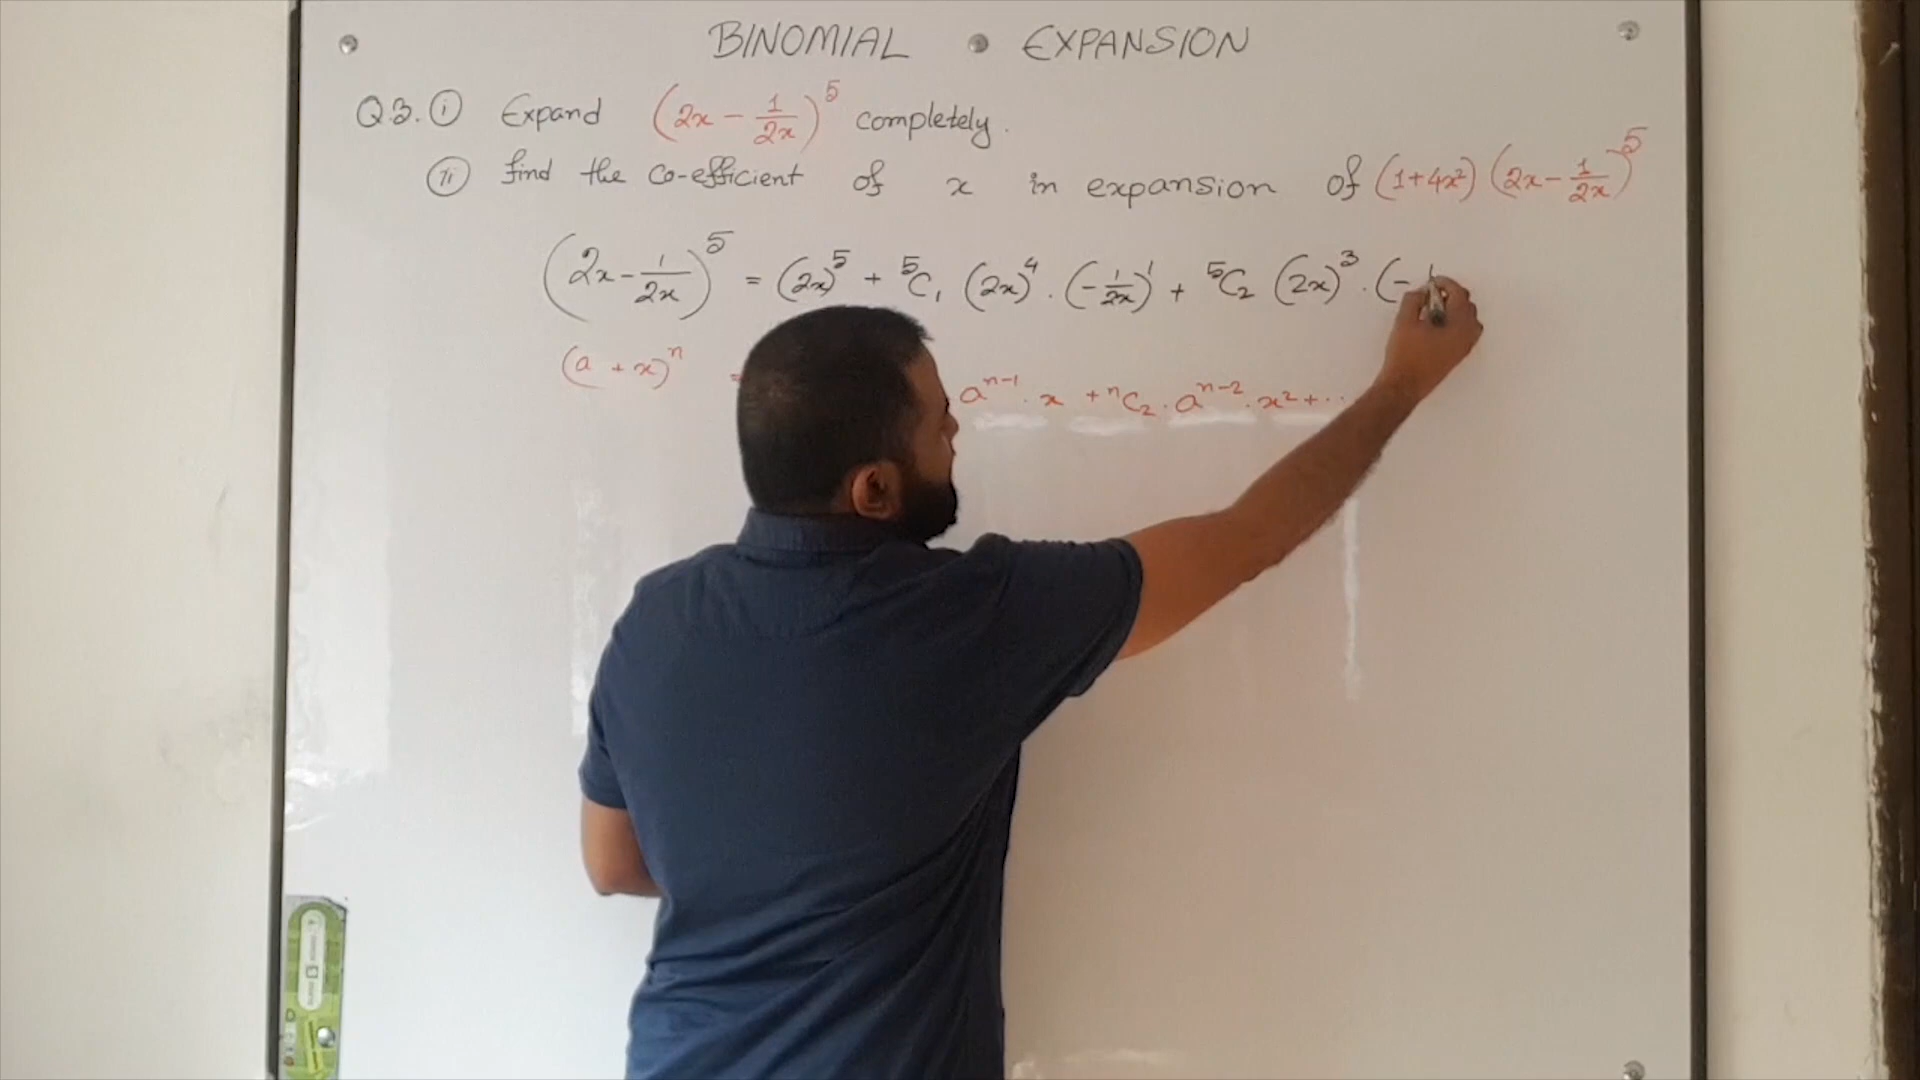 BINOMIAL EXPANSION
Q3. (i) Expand (2x - 1/2x)^5 completely.
(ii) find the co-efficient of x in expansion of (1+4x²) (2x - 1/2x)^5
(2x - 1/2x)^5 = (2x)^5 + ⁵C₁ (2x)^4 . (-1/2x)^1 + ⁵C₂ (2x)^3 . (- 1
(a + x)^n = a^n-1 . x + ⁿC₂ . a^n-2 . x² + ...